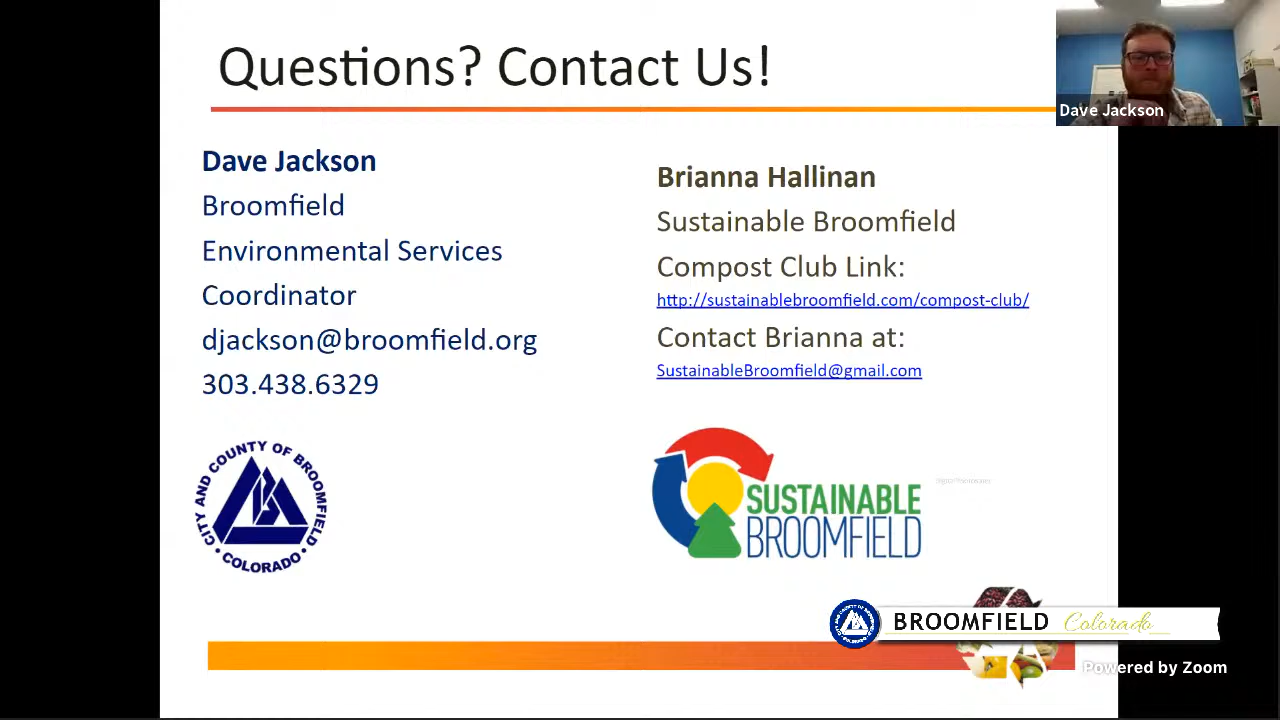 Questions? Contact Us!
Dave Jackson
Dave Jackson
Broomfield
Environmental Services
Coordinator
djackson@broomfield.org
303.438.6329
Brianna Hallinan
Sustainable Broomfield
Compost Club Link:
http://sustainablebroomfield.com/compost-club/
Contact Brianna at:
SustainableBroomfield@gmail.com
CITY AND COUNTY OF BROOMFIELD
• COLORADO •
SUSTAINABLE
BROOMFIELD
BROOMFIELD Colorado
Powered by Zoom